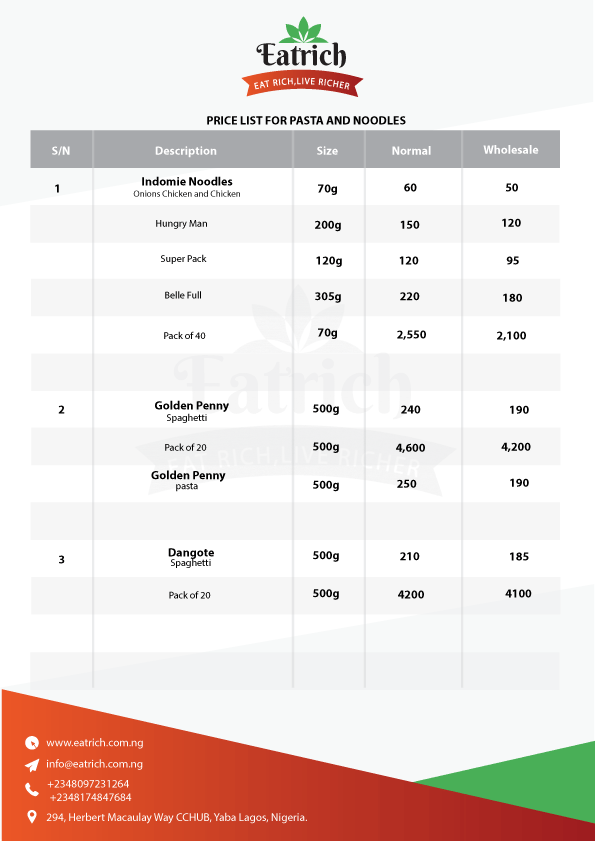 Eatrich
EAT RICH,LIVE RICHER
PRICE LIST FOR PASTA AND NOODLES
S/N Description Size Normal Wholesale
1 Indomie Noodles 70g 60 50
Onions Chicken and Chicken
Hungry Man 200g 150 120
Super Pack 120g 120 95
Belle Full 305g 220 180
Pack of 40 70g 2,550 2,100
Eatrich
2 Golden Penny 500g 240 190
Spaghetti
Pack of 20 500g 4,600 4,200
EAT RICH,LIVE RICHER
Golden Penny 500g 250 190
pasta
3 Dangote 500g 210 185
Spaghetti
Pack of 20 500g 4200 4100
www.eatrich.com.ng
info@eatrich.com.ng
+2348097231264
+2348174847684
294, Herbert Macaulay Way CCHUB, Yaba Lagos, Nigeria.